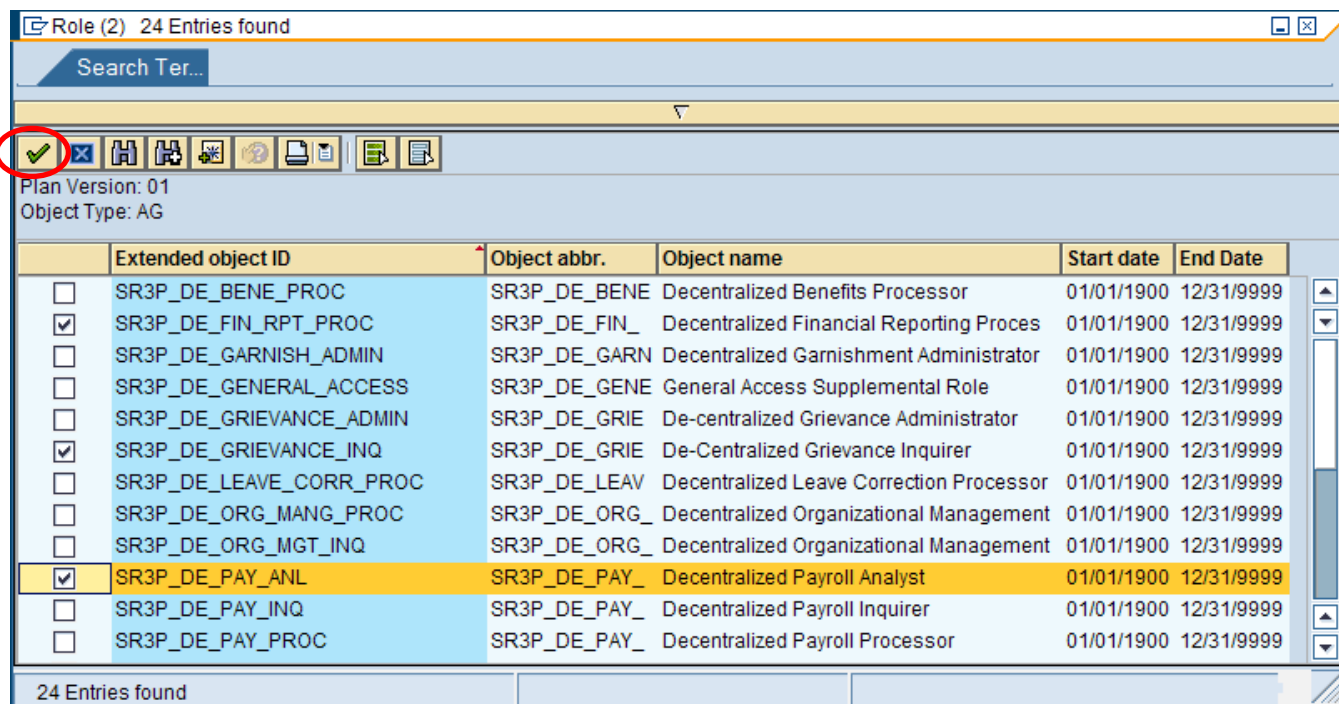 Role (2) 24 Entries found
Search Ter...
Plan Version: 01
Object Type: AG
Extended object ID Object abbr. Object name Start date End Date
SR3P_DE_BENE_PROC SR3P_DE_BENE Decentralized Benefits Processor 01/01/1900 12/31/9999
SR3P_DE_FIN_RPT_PROC SR3P_DE_FIN_ Decentralized Financial Reporting Proces 01/01/1900 12/31/9999
SR3P_DE_GARNISH_ADMIN SR3P_DE_GARN Decentralized Garnishment Administrator 01/01/1900 12/31/9999
SR3P_DE_GENERAL_ACCESS SR3P_DE_GENE General Access Supplemental Role 01/01/1900 12/31/9999
SR3P_DE_GRIEVANCE_ADMIN SR3P_DE_GRIE De-centralized Grievance Administrator 01/01/1900 12/31/9999
SR3P_DE_GRIEVANCE_INQ SR3P_DE_GRIE De-Centralized Grievance Inquirer 01/01/1900 12/31/9999
SR3P_DE_LEAVE_CORR_PROC SR3P_DE_LEAV Decentralized Leave Correction Processor 01/01/1900 12/31/9999
SR3P_DE_ORG_MANG_PROC SR3P_DE_ORG_ Decentralized Organizational Management 01/01/1900 12/31/9999
SR3P_DE_ORG_MGT_INQ SR3P_DE_ORG_ Decentralized Organizational Management 01/01/1900 12/31/9999
SR3P_DE_PAY_ANL SR3P_DE_PAY_ Decentralized Payroll Analyst 01/01/1900 12/31/9999
SR3P_DE_PAY_INQ SR3P_DE_PAY_ Decentralized Payroll Inquirer 01/01/1900 12/31/9999
SR3P_DE_PAY_PROC SR3P_DE_PAY_ Decentralized Payroll Processor 01/01/1900 12/31/9999
24 Entries found